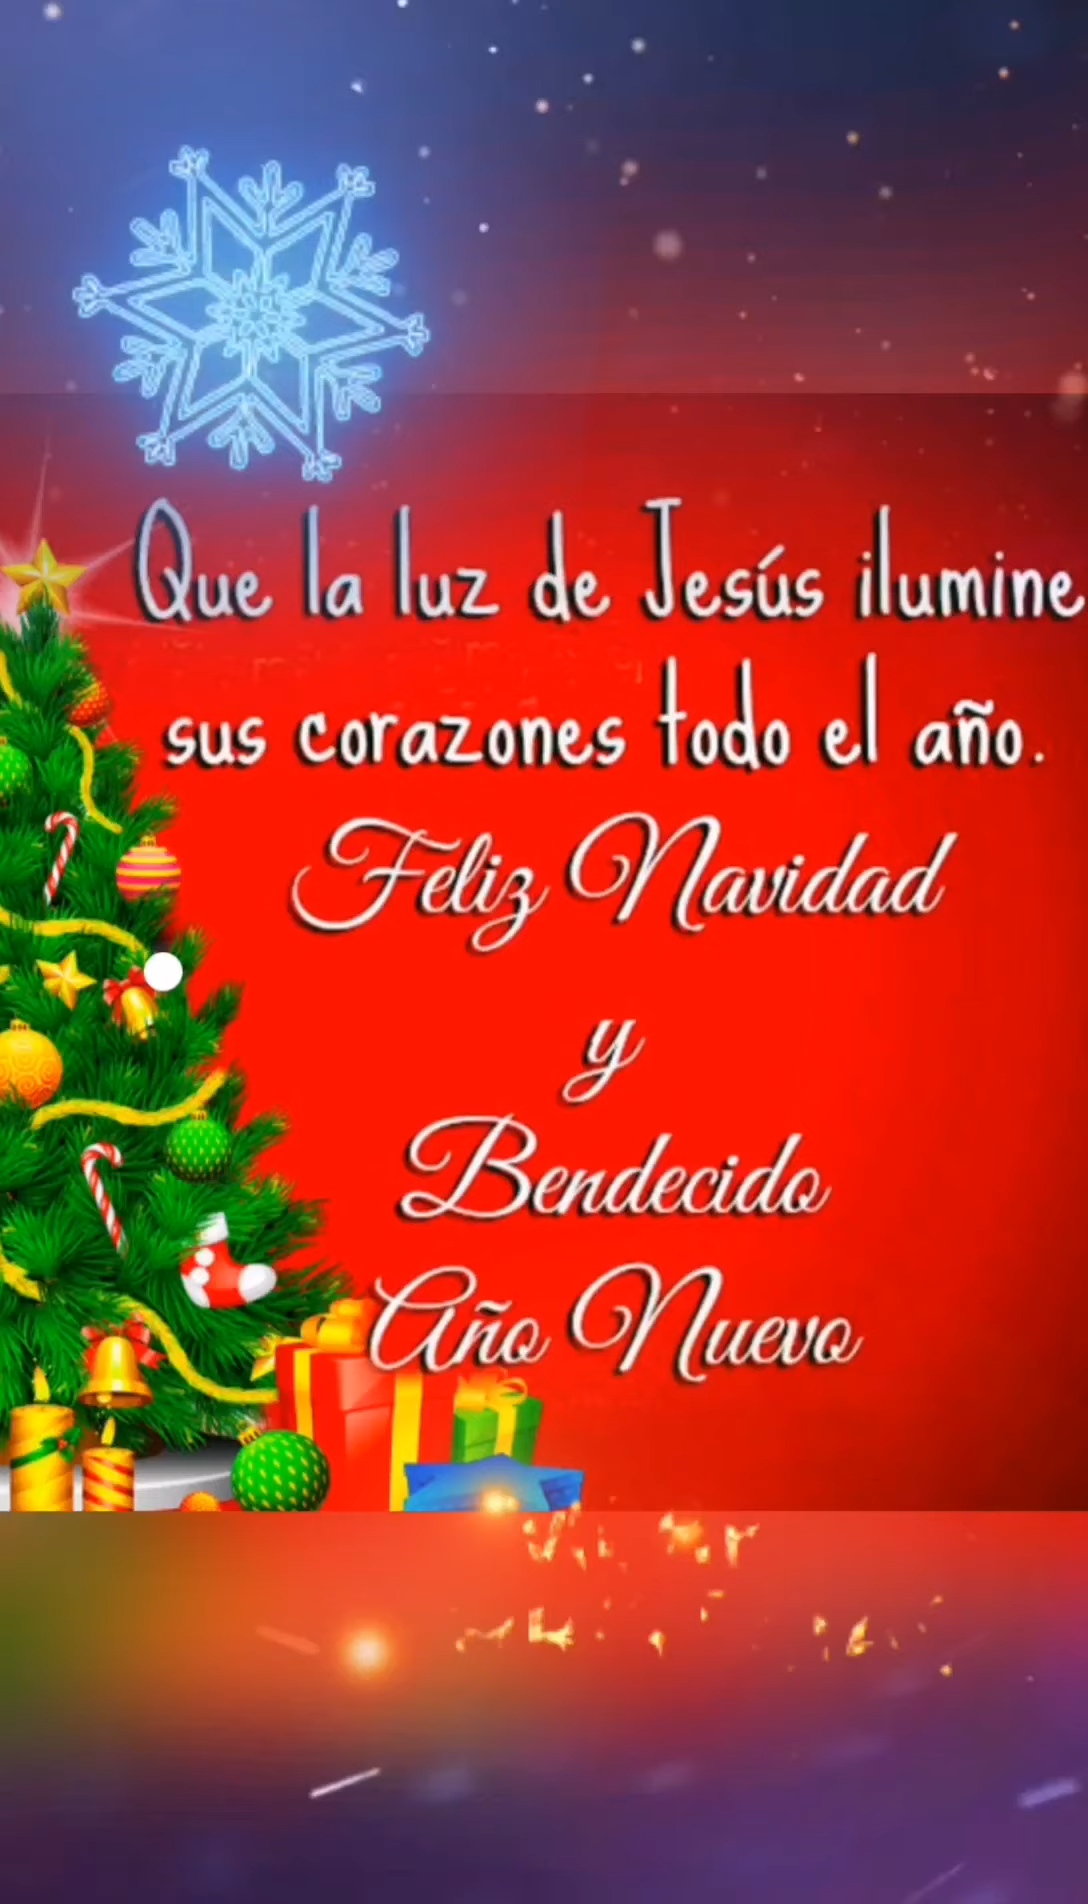 Que la luz de Jesús ilumine
sus corazones todo el año.
Feliz Navidad
y
Bendecido
Año Nuevo